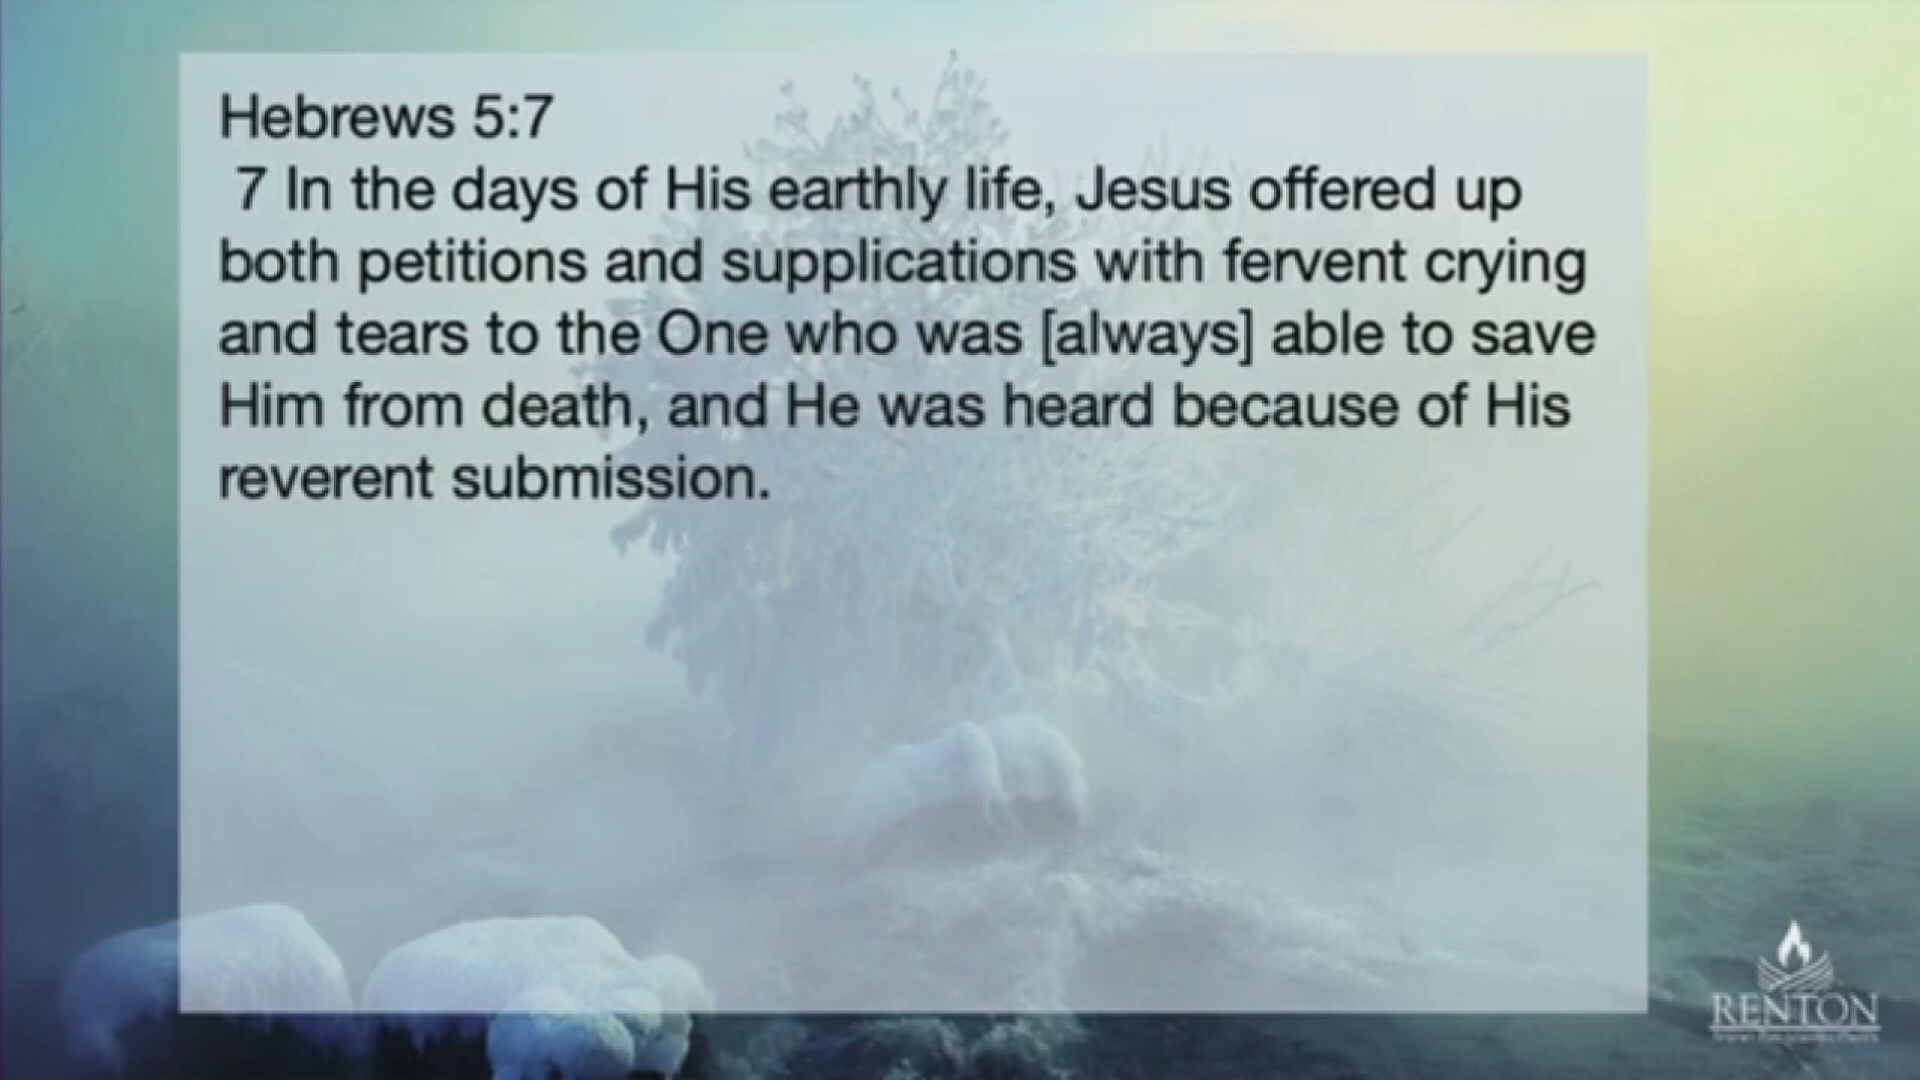 Hebrews 5:7
7 In the days of His earthly life, Jesus offered up
both petitions and supplications with fervent crying
and tears to the One who was [always] able to save
Him from death, and He was heard because of His
reverent submission.
RENTON